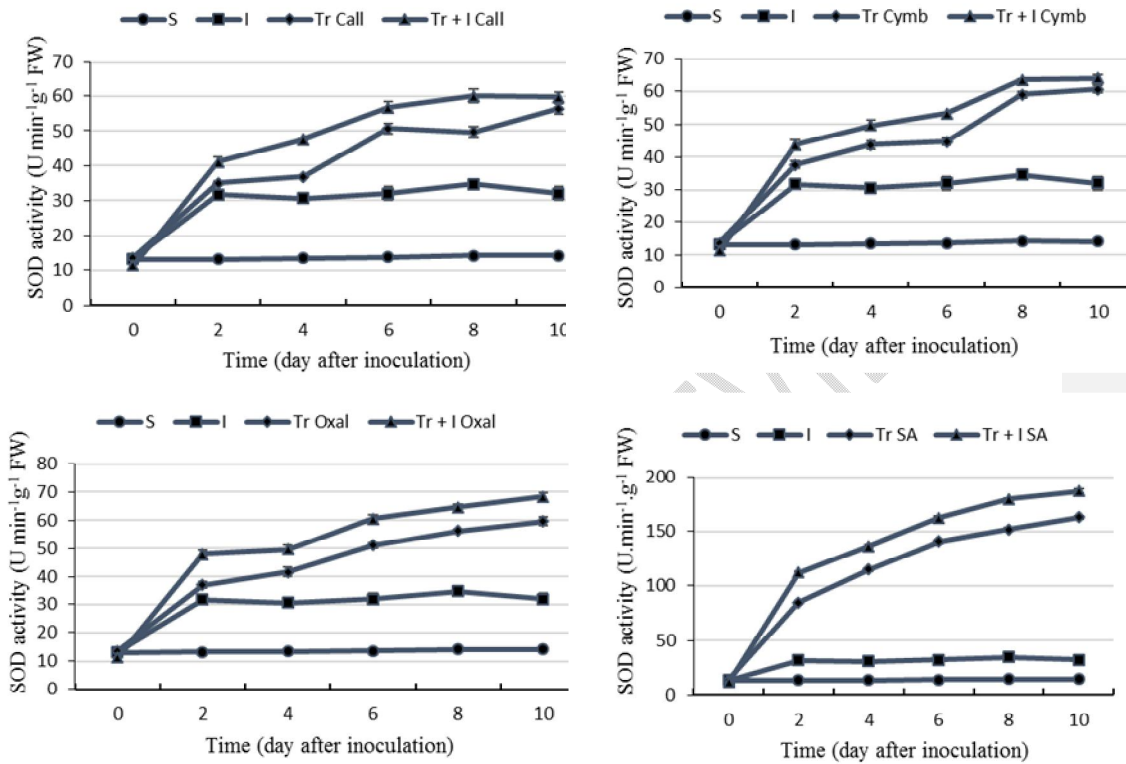 S I Tr Call Tr + I Call
SOD activity (U min⁻¹g⁻¹ FW)
70
60
50
40
30
20
10
0
0 2 4 6 8 10
Time (day after inoculation)
S I Tr Cymb Tr + I Cymb
SOD activity (U min⁻¹g⁻¹ FW)
70
60
50
40
30
20
10
0
0 2 4 6 8 10
Time (day after inoculation)
S I Tr Oxal Tr + I Oxal
SOD activity (U min⁻¹g⁻¹ FW)
80
70
60
50
40
30
20
10
0
0 2 4 6 8 10
Time (day after inoculation)
S I Tr SA Tr + I SA
SOD activity (U.min⁻¹.g⁻¹ FW)
200
150
100
50
0
0 2 4 6 8 10
Time (day after inoculation)